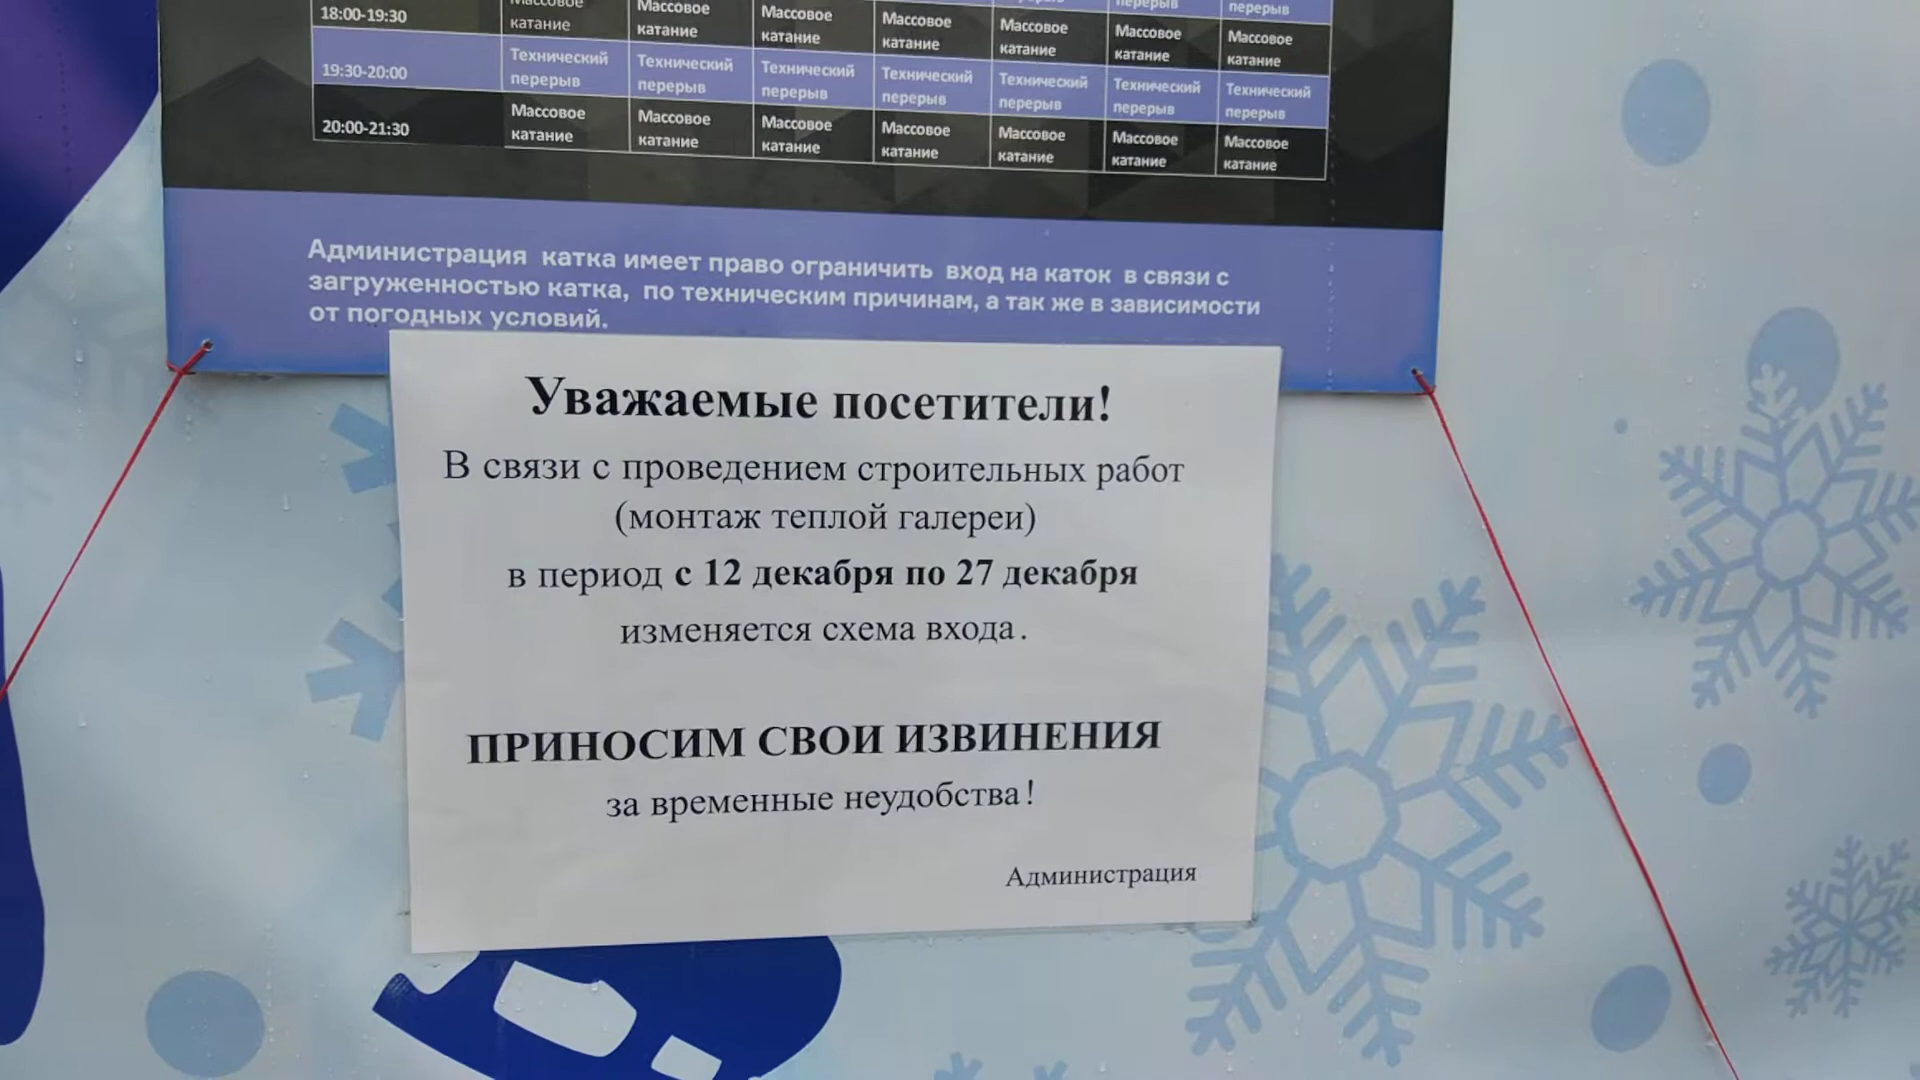 перерыв перерыв перерыв
18:00-19:30 Массовое катание Массовое катание Массовое катание Массовое катание Массовое катание Массовое катание Массовое катание
19:30-20:00 Технический перерыв Технический перерыв Технический перерыв Технический перерыв Технический перерыв Технический перерыв Технический перерыв
20:00-21:30 Массовое катание Массовое катание Массовое катание Массовое катание Массовое катание Массовое катание Массовое катание
Администрация катка имеет право ограничить вход на каток в связи с
загруженностью катка, по техническим причинам, а так же в зависимости
от погодных условий.
Уважаемые посетители!
В связи с проведением строительных работ
(монтаж теплой галереи)
в период с 12 декабря по 27 декабря
изменяется схема входа.
ПРИНОСИМ СВОИ ИЗВИНЕНИЯ
за временные неудобства!
Администрация